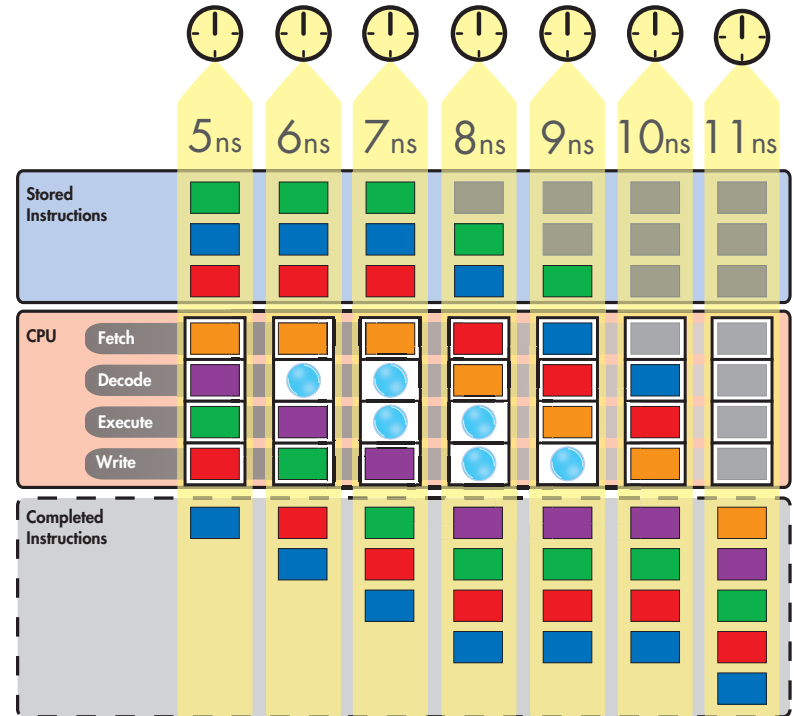 5ns 6ns 7ns 8ns 9ns 10ns 11ns
Stored
Instructions
CPU
Fetch
Decode
Execute
Write
Completed
Instructions